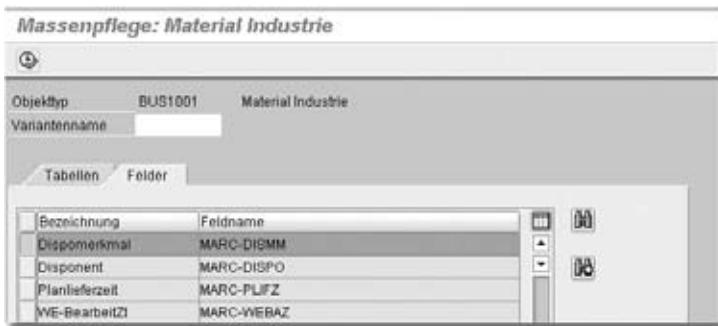 Massenpflege: Material Industrie
Objekttyp BUS1001 Material Industrie
Variantenname
Tabellen Felder
Bezeichnung Feldname
Dispomerkmal MARC-DISMM
Disponent MARC-DISPO
Planlieferzeit MARC-PLIFZ
WE-BearbeitZt MARC-WEBAZ